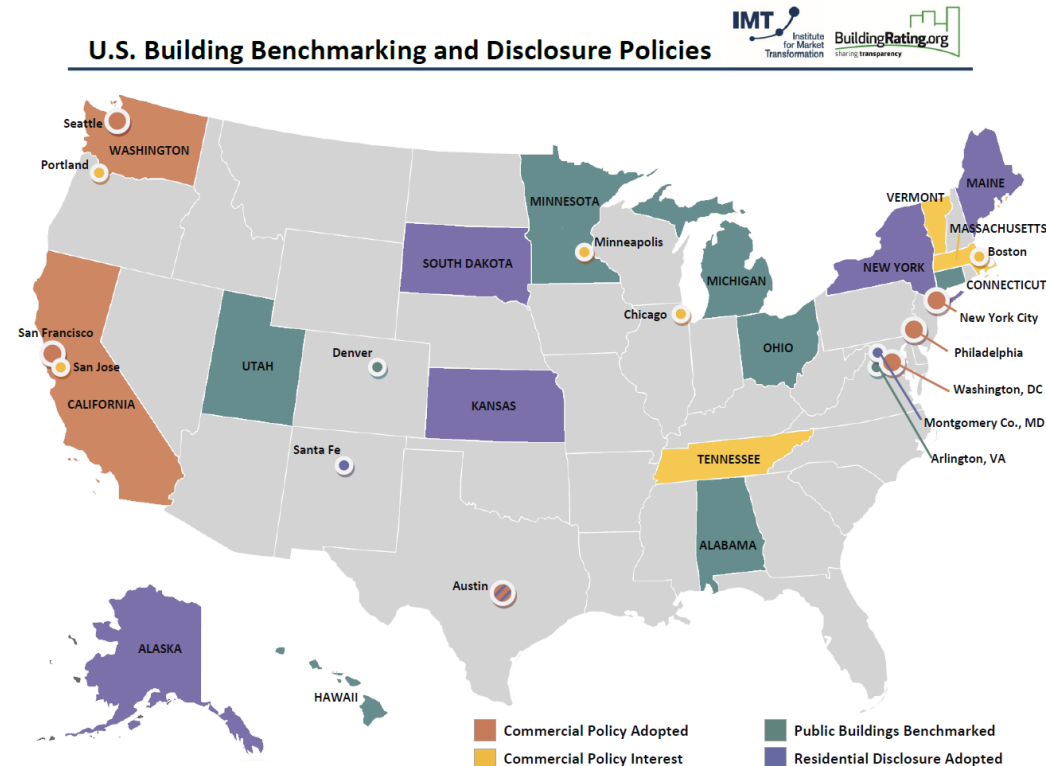 U.S. Building Benchmarking and Disclosure Policies
IMT
Institute
for Market
Transformation
BuildingRating.org
sharing transparency
Seattle
WASHINGTON
Portland
MINNESOTA
Minneapolis
SOUTH DAKOTA
VERMONT
MAINE
MASSACHUSETTS
Boston
NEW YORK
CONNECTICUT
MICHIGAN
New York City
Chicago
San Francisco
San Jose
CALIFORNIA
UTAH
Denver
KANSAS
OHIO
Philadelphia
Washington, DC
Montgomery Co., MD
Arlington, VA
Santa Fe
TENNESSEE
ALABAMA
Austin
ALASKA
HAWAII
Commercial Policy Adopted
Public Buildings Benchmarked
Commercial Policy Interest
Residential Disclosure Adopted